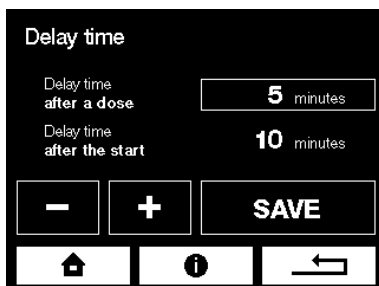 Delay time
Delay time
after a dose
5 minutes
Delay time
after the start
10 minutes
− +
SAVE